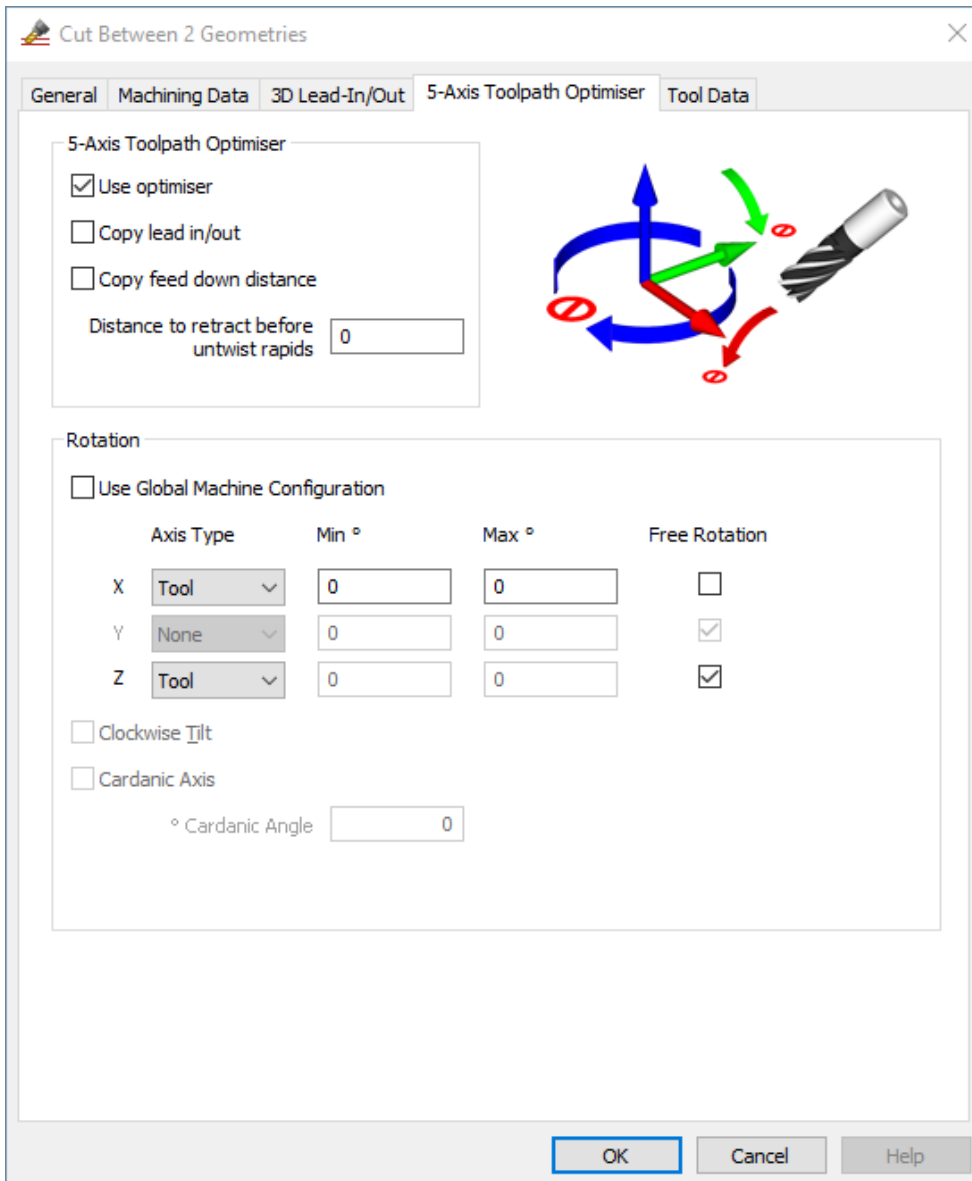 Cut Between 2 Geometries
General Machining Data 3D Lead-In/Out 5-Axis Toolpath Optimiser Tool Data
5-Axis Toolpath Optimiser
Use optimiser
Copy lead in/out
Copy feed down distance
Distance to retract before
untwist rapids 0
Rotation
Use Global Machine Configuration
Axis Type Min º Max º Free Rotation
X Tool 0 0
Y None 0 0
Z Tool 0 0
Clockwise Tilt
Cardanic Axis
º Cardanic Angle 0
OK Cancel Help